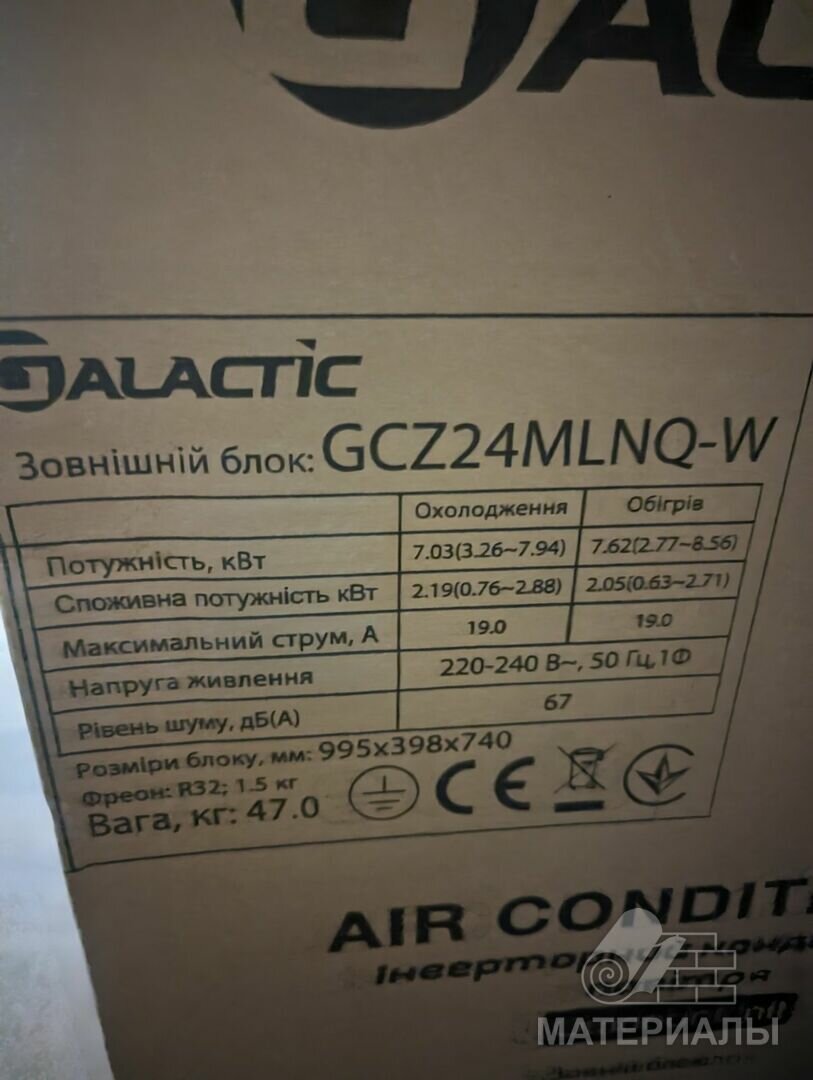 GALACTIC
Зовнішній блок: GCZ24MLNQ-W
Охолодження Обігрів
Потужність, кВт 7.03(3.26~7.94) 7.62(2.77~8.56)
Споживна потужність кВт 2.19(0.76~2.88) 2.05(0.63~2.71)
Максимальний струм, А 19.0 19.0
Напруга живлення 220-240 В~, 50 Гц,1Ф
Рівень шуму, дБ(А) 67
Розміри блоку, мм: 995x398x740
Фреон: R32; 1.5 кг
Вага, кг: 47.0
CE
AIR CONDIT
Інверторний конд
МАТЕРИАЛЫ